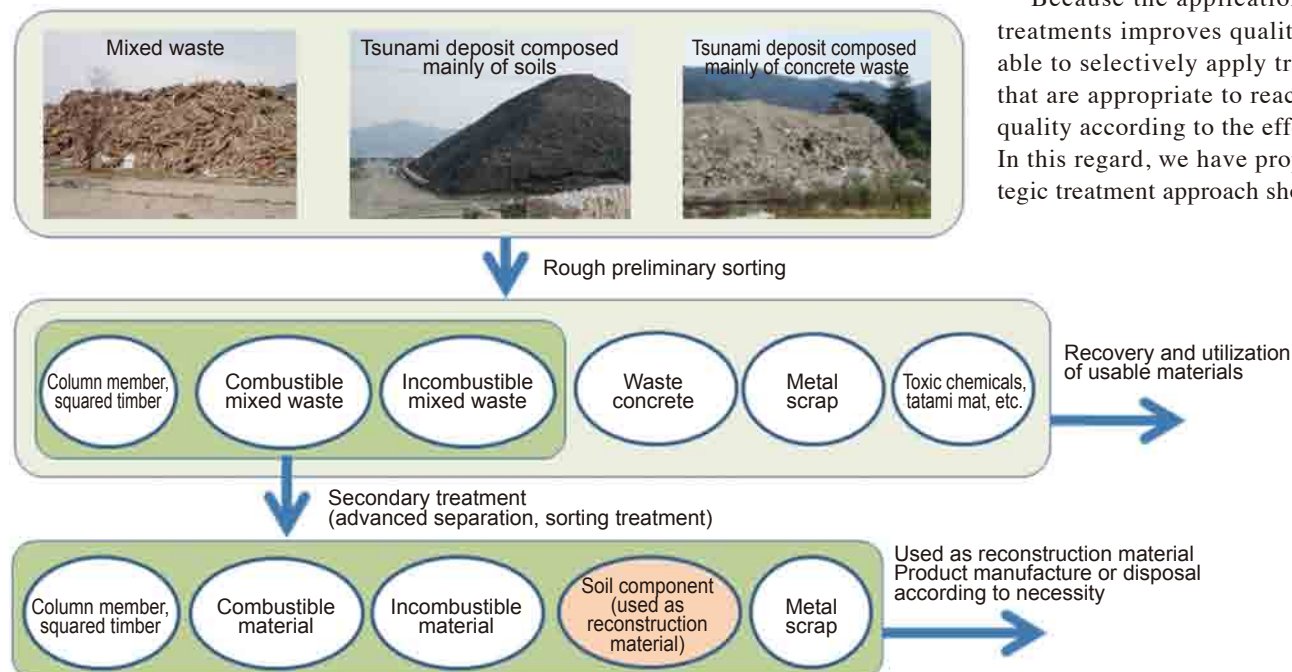 Mixed waste
Tsunami deposit composed
mainly of soils
Tsunami deposit composed
mainly of concrete waste
Because the application
treatments improves qualit
able to selectively apply tr
that are appropriate to reac
quality according to the eff
In this regard, we have prop
tegic treatment approach sho
Rough preliminary sorting
Column member,
squared timber
Combustible
mixed waste
Incombustible
mixed waste
Waste
concrete
Metal
scrap
Toxic chemicals,
tatami mat, etc.
Recovery and utilization
of usable materials
Secondary treatment
(advanced separation, sorting treatment)
Column member,
squared timber
Combustible
material
Incombustible
material
Soil component
(used as
reconstruction
material)
Metal
scrap
Used as reconstruction material
Product manufacture or disposal
according to necessity